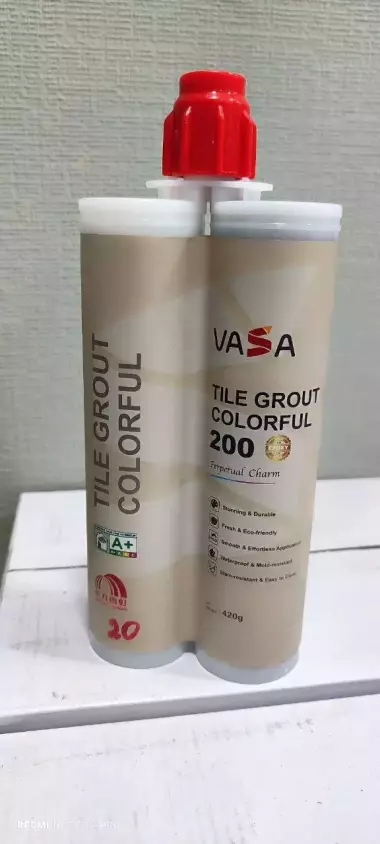 VASA
TILE GROUT
COLORFUL
200
Perpetual Charm
Stunning & Durable
Fresh & Eco-friendly
Smooth & Effortless Application
Waterproof & Mold-resistant
Stain-resistant & Easy to Clean
420g
TILE GROUT
COLORFUL
A+
20